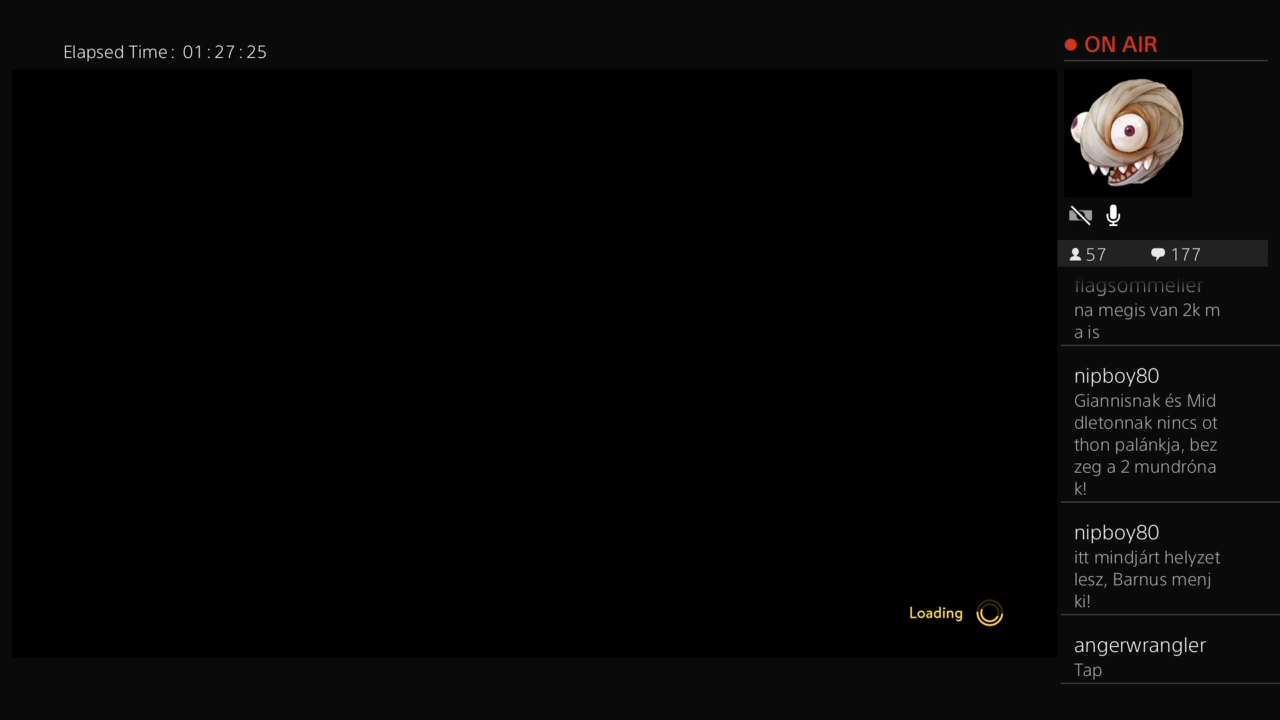 Elapsed Time: 01:27:25
ON AIR
57 177
flagsommelier
na megis van 2k m
a is
nipboy80
Giannisnak és Mid
dletonnak nincs ot
thon palánkja, bez
zeg a 2 mundróna
k!
nipboy80
itt mindjárt helyzet
lesz, Barnus menj
ki!
angerwrangler
Tap
Loading